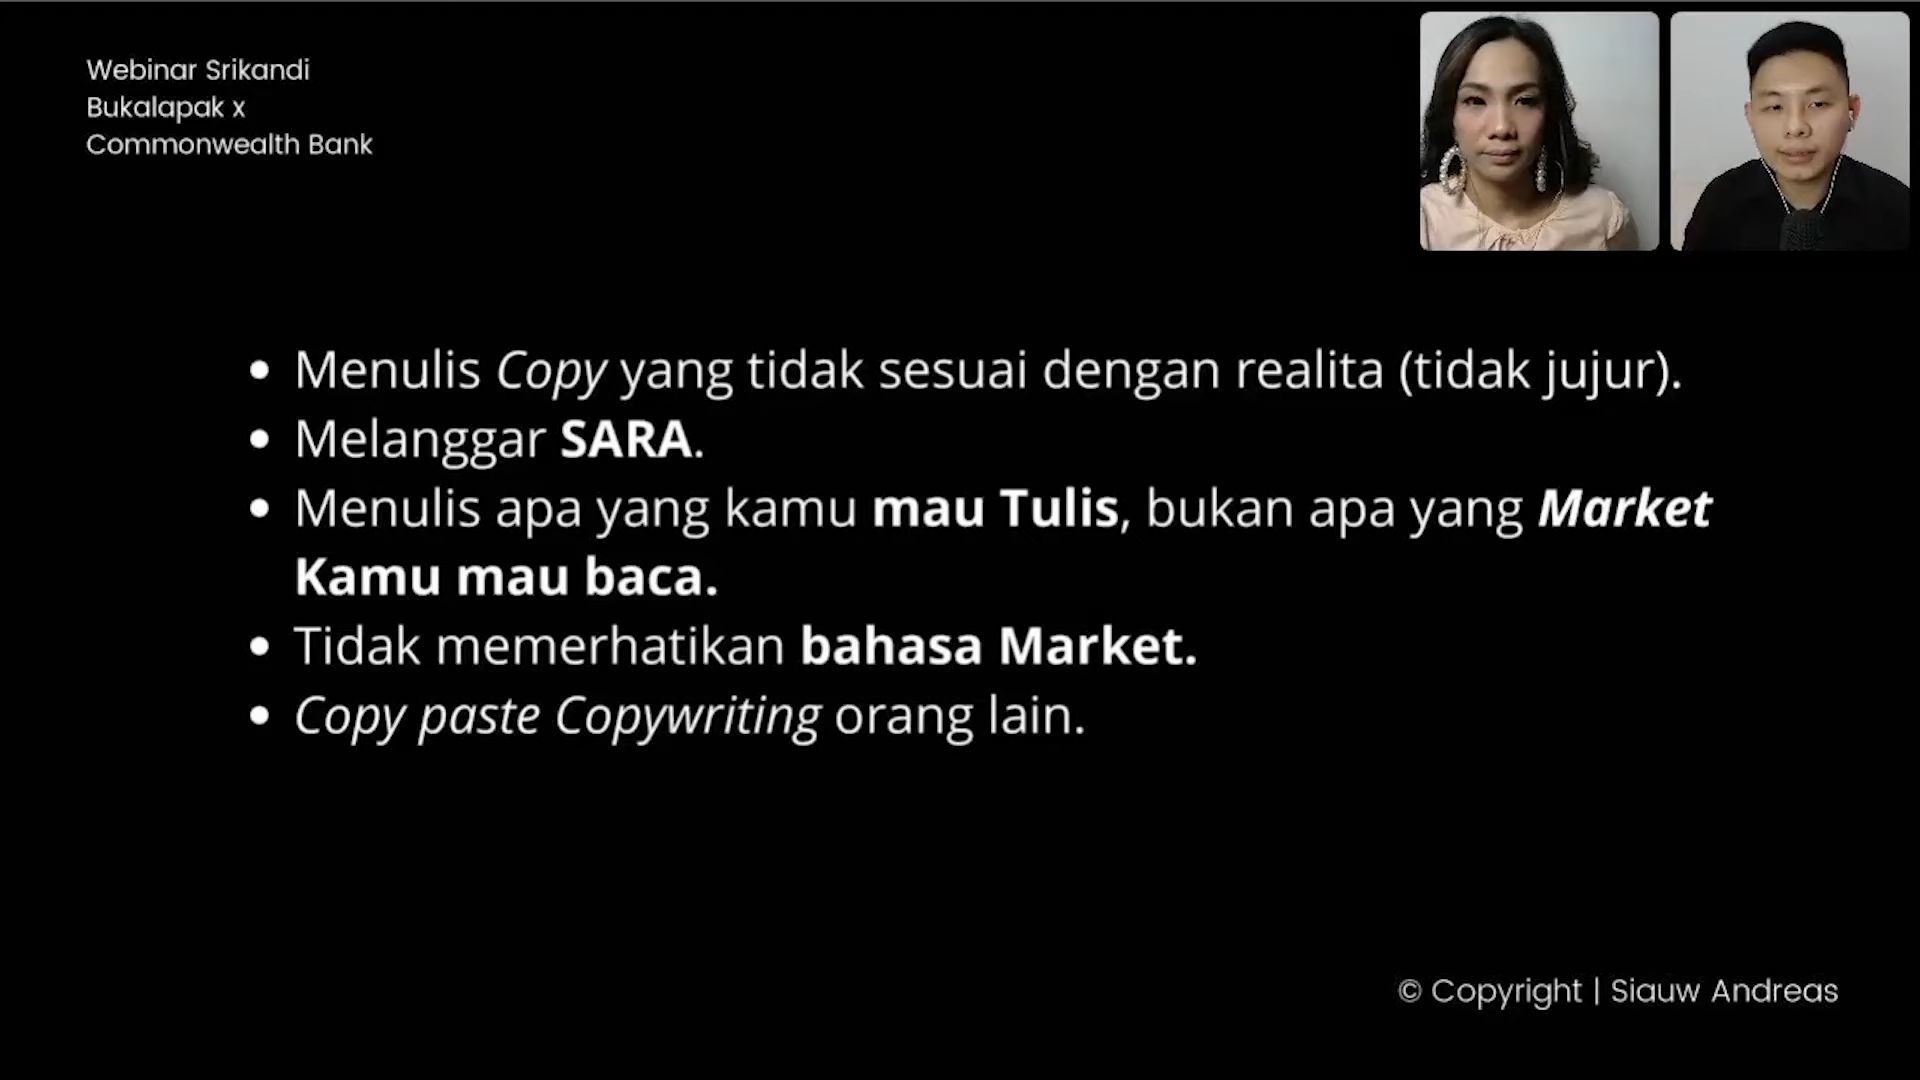 Webinar Srikandi
Bukalapak x
Commonwealth Bank
• Menulis Copy yang tidak sesuai dengan realita (tidak jujur).
• Melanggar SARA.
• Menulis apa yang kamu mau Tulis, bukan apa yang Market
Kamu mau baca.
• Tidak memerhatikan bahasa Market.
• Copy paste Copywriting orang lain.
© Copyright | Siauw Andreas